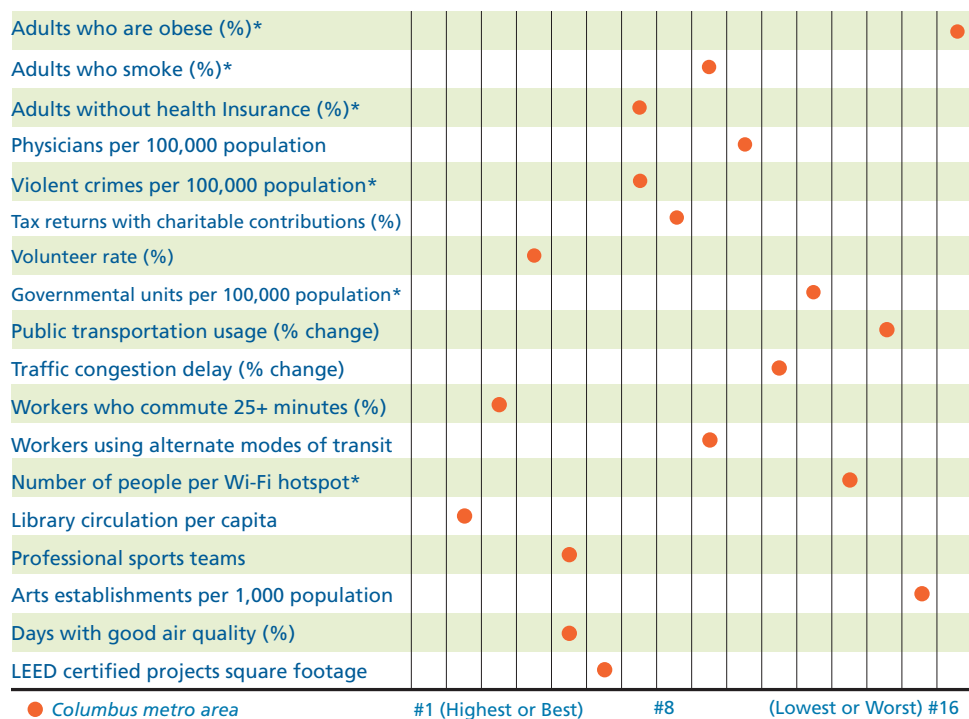 Adults who are obese (%)*
Adults who smoke (%)*
Adults without health Insurance (%)*
Physicians per 100,000 population
Violent crimes per 100,000 population*
Tax returns with charitable contributions (%)
Volunteer rate (%)
Governmental units per 100,000 population*
Public transportation usage (% change)
Traffic congestion delay (% change)
Workers who commute 25+ minutes (%)
Workers using alternate modes of transit
Number of people per Wi-Fi hotspot*
Library circulation per capita
Professional sports teams
Arts establishments per 1,000 population
Days with good air quality (%)
LEED certified projects square footage
Columbus metro area #1 (Highest or Best) #8 (Lowest or Worst) #16